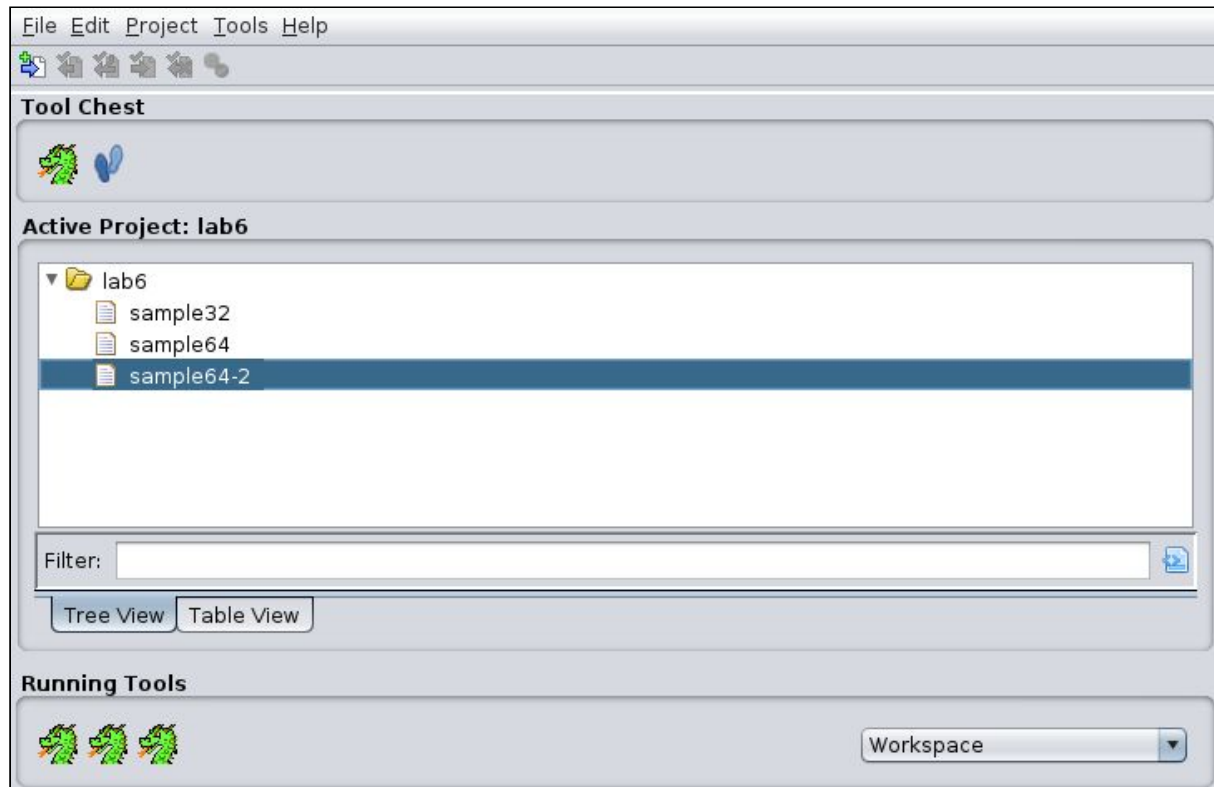 File Edit Project Tools Help
Tool Chest
Active Project: lab6
lab6
sample32
sample64
sample64-2
Filter:
Tree View Table View
Running Tools
Workspace